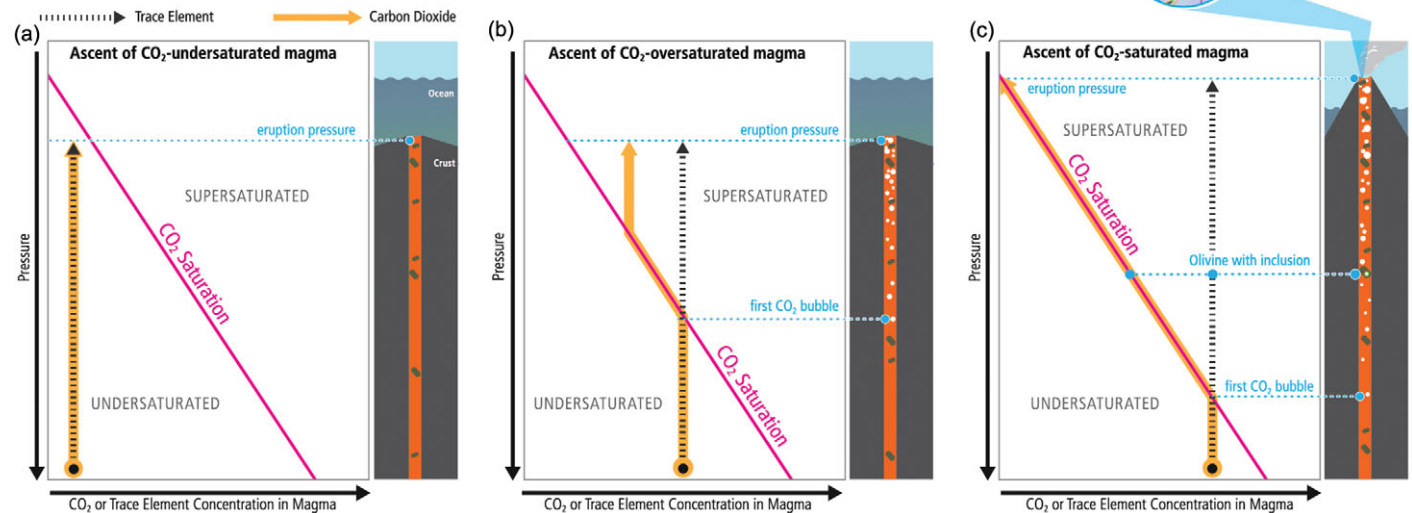 Trace Element
Carbon Dioxide
(a)
Ascent of CO₂-undersaturated magma
Ocean
eruption pressure
Crust
SUPERSATURATED
CO₂ Saturation
Pressure
UNDERSATURATED
CO₂ or Trace Element Concentration in Magma
(b)
Ascent of CO₂-oversaturated magma
eruption pressure
SUPERSATURATED
Pressure
first CO₂ bubble
CO₂ Saturation
UNDERSATURATED
CO₂ or Trace Element Concentration in Magma
(c)
Ascent of CO₂-saturated magma
eruption pressure
SUPERSATURATED
CO₂ Saturation
Pressure
Olivine with inclusion
first CO₂ bubble
UNDERSATURATED
CO₂ or Trace Element Concentration in Magma